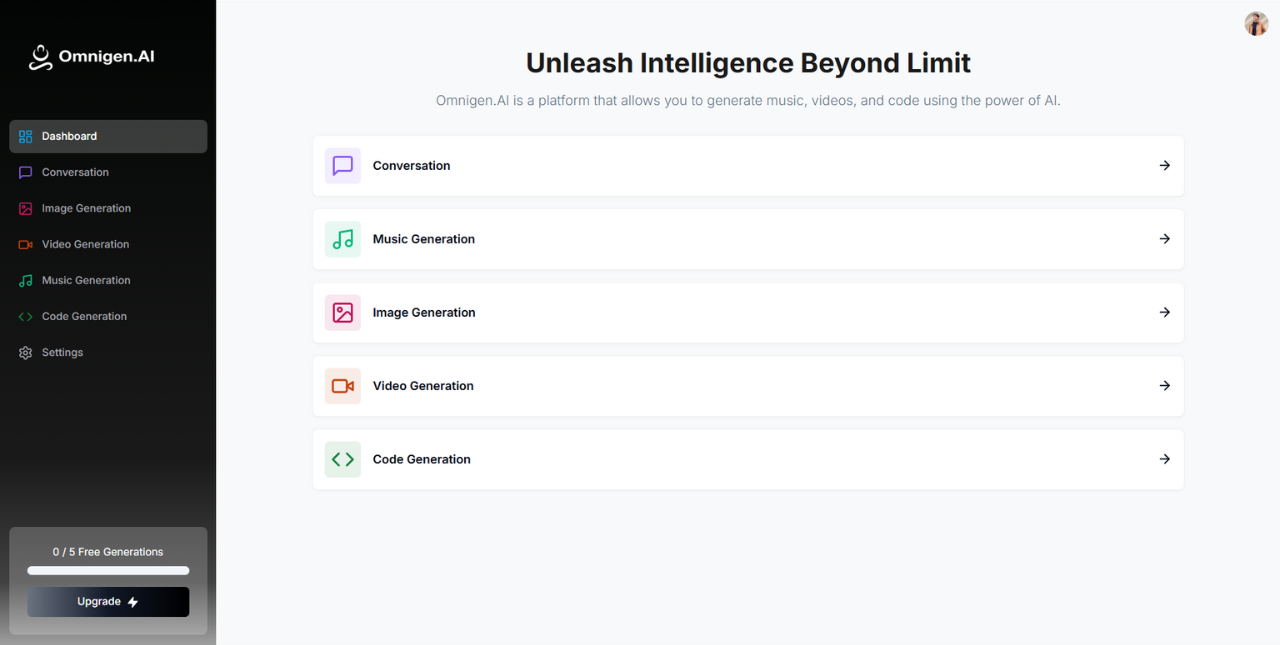 Omnigen.AI
Dashboard
Conversation
Image Generation
Video Generation
Music Generation
Code Generation
Settings
0 / 5 Free Generations
Upgrade
Unleash Intelligence Beyond Limit
Omnigen.AI is a platform that allows you to generate music, videos, and code using the power of AI.
Conversation
Music Generation
Image Generation
Video Generation
Code Generation